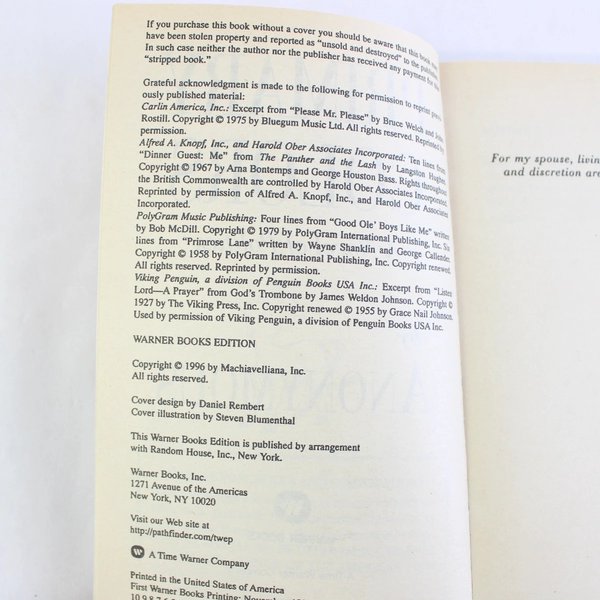 If you purchase this book without a cover you should be aware that this book
have been stolen property and reported as "unsold and destroyed" to the
In such case neither the author nor the publisher has received any payment for
"stripped book."
Grateful acknowledgment is made to the following for permission to reprint
ously published material:
Carlin America, Inc.: Excerpt from "Please Mr. Please" by Bruce Welch and
Rostill. Copyright © 1975 by Bluegum Music Ltd. All rights reserved. Reprinted by
permission.
Alfred A. Knopf, Inc., and Harold Ober Associates Incorporated: Ten lines from
"Dinner Guest: Me" from The Panther and the Lash by Langston Hughes.
Copyright © 1967 by Arna Bontemps and George Houston Bass. Rights throughout
the British Commonwealth are controlled by Harold Ober Associates Incorporated.
Reprinted by permission of Alfred A. Knopf, Inc., and Harold Ober Associates
Incorporated.
PolyGram Music Publishing: Four lines from "Good Ole' Boys Like Me" written
by Bob McDill. Copyright © 1979 by PolyGram International Publishing, Inc. Six
lines from "Primrose Lane" written by Wayne Shanklin and George Callender.
Copyright © 1958 by PolyGram International Publishing, Inc. Copyright renewed.
All rights reserved. Reprinted by permission.
Viking Penguin, a division of Penguin Books USA Inc.: Excerpt from "Listen
Lord—A Prayer" from God's Trombone by James Weldon Johnson. Copyright ©
1927 by The Viking Press, Inc. Copyright renewed © 1955 by Grace Nail Johnson.
Used by permission of Viking Penguin, a division of Penguin Books USA Inc.
WARNER BOOKS EDITION
Copyright © 1996 by Machiavelliana, Inc.
All rights reserved.
Cover design by Daniel Rembert
Cover illustration by Steven Blumenthal
This Warner Books Edition is published by arrangement
with Random House, Inc., New York.
Warner Books, Inc.
1271 Avenue of the Americas
New York, NY 10020
Visit our Web site at
http://pathfinder.com/twep
A Time Warner Company
Printed in the United States of America
First Warner Books Printing:
10 9 8 7 6
For my spouse, livin
and discretion are